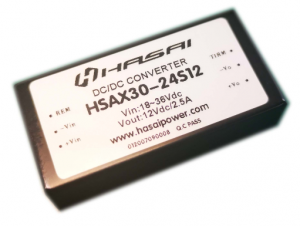 HASAI
DC/DC CONVERTER
HSAX30-24S12
Vin:18-36Vdc
Vout:12Vdc/2.5A
www.hasaipower.com
012007090008 Q.C PASS
REM
-Vin
+Vin
TRIM
-Vo
+Vo